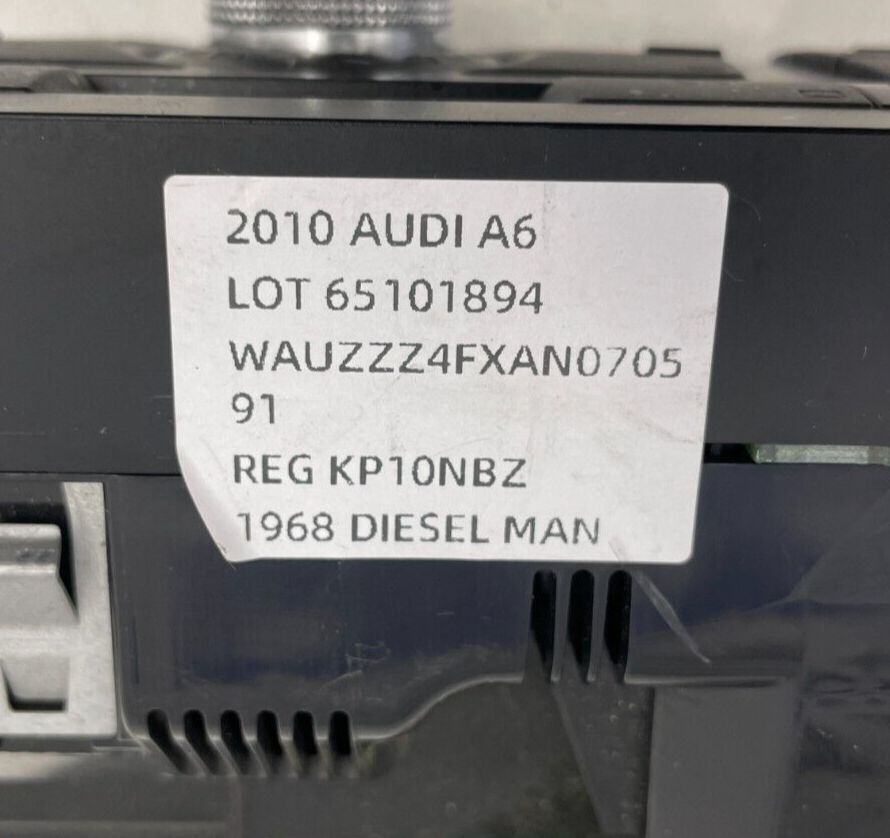 2010 AUDI A6
LOT 65101894
WAUZZZ4FXAN0705
91
REG KP10NBZ
1968 DIESEL MAN